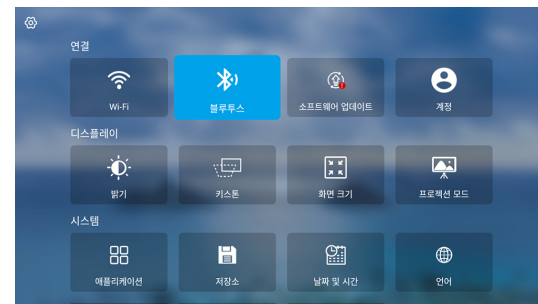 연결
Wi-Fi
블루투스
소프트웨어 업데이트
계정
디스플레이
밝기
키스톤
화면 크기
프로젝션 모드
시스템
애플리케이션
저장소
날짜 및 시간
언어